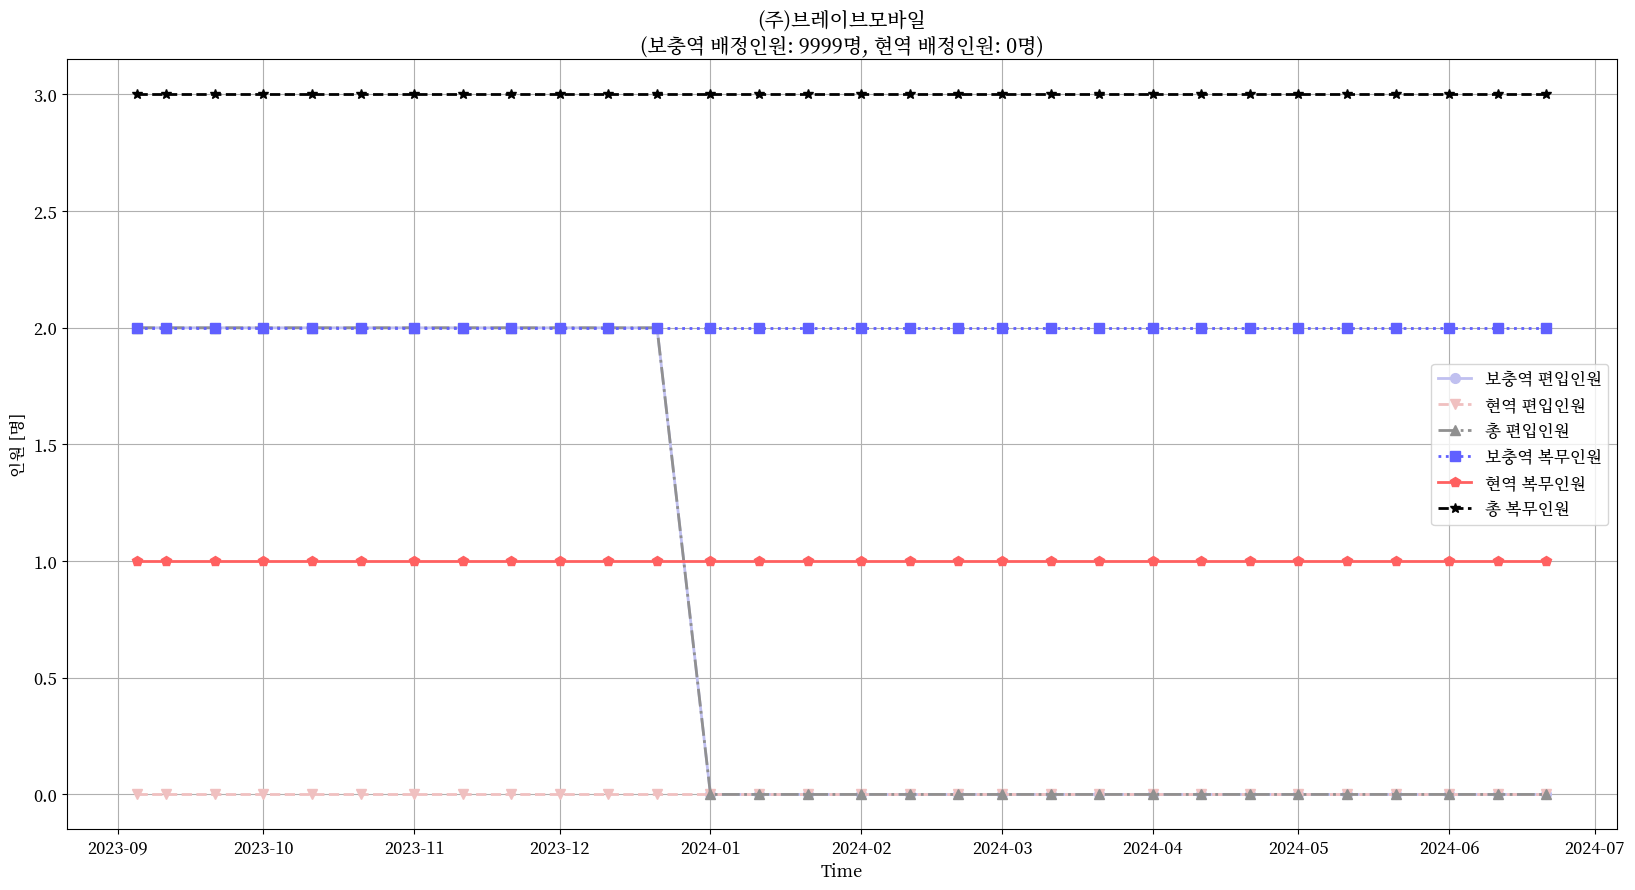 (주)브레이브모바일
(보충역 배정인원: 9999명, 현역 배정인원: 0명)
인원 [명]
3.0
2.5
2.0
1.5
1.0
0.5
0.0
보충역 편입인원
현역 편입인원
총 편입인원
보충역 복무인원
현역 복무인원
총 복무인원
2023-09 2023-10 2023-11 2023-12 2024-01 2024-02 2024-03 2024-04 2024-05 2024-06 2024-07
Time